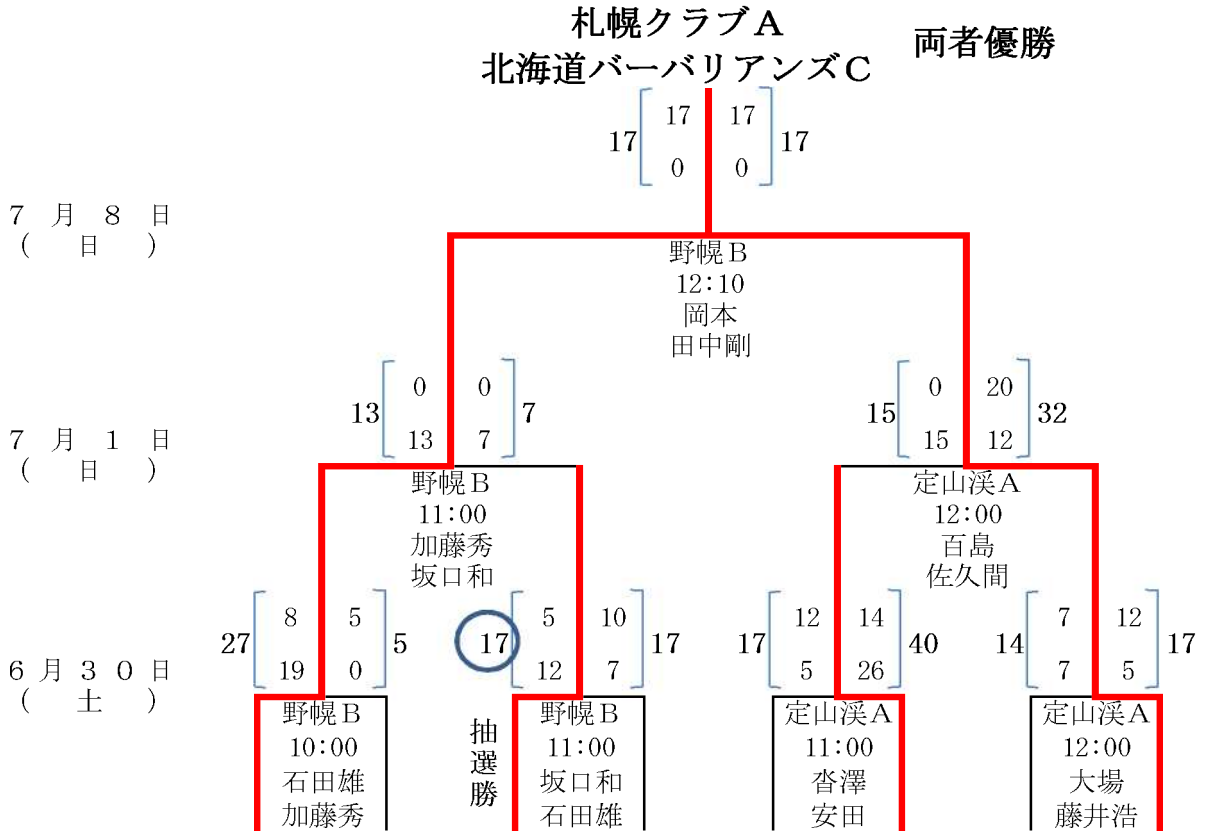 札幌クラブA
北海道バーバリアンズC
両者優勝
17 17 17 17
0 0
7月8日
(日)
野幌B
12:10
岡本
田中剛
13 0 0 7
13 7
15 0 20 32
15 12
7月1日
(日)
野幌B
11:00
加藤秀
坂口和
定山渓A
12:00
百島
佐久間
27 8 5 5
19 0
17 5 10 17
12 7
17 12 14 40
5 26
14 7 12 17
7 5
6月30日
(土)
野幌B
10:00
石田雄
加藤秀
抽選勝
野幌B
11:00
坂口和
石田雄
定山渓A
11:00
沓澤
安田
定山渓A
12:00
大場
藤井浩